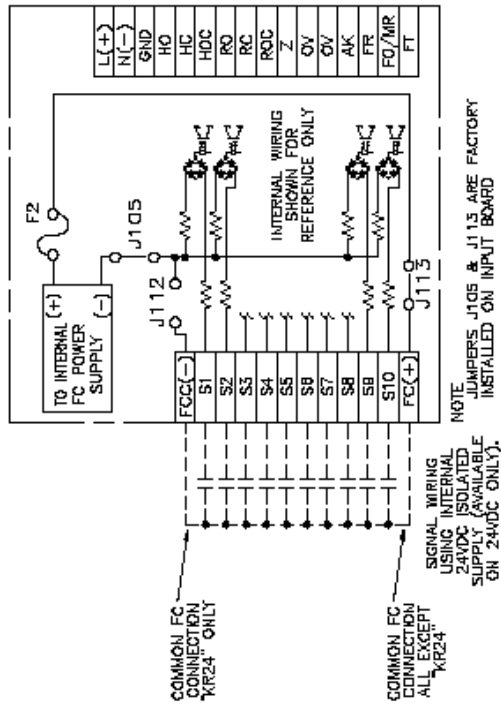 L(+)
N(-)
GND
HO
HC
HOC
RO
RC
ROC
Z
OV
OV
AK
FR
FO/MR
FT
F2
(+)
(-)
TO INTERNAL
FC POWER
SUPPLY
J105
J112
J113
INTERNAL WIRING
SHOWN FOR
REFERENCE ONLY
FCC(-)
S1
S2
S3
S4
S5
S6
S7
S8
S9
S10
FC(+)
COMMON FC
CONNECTION
"KR24" ONLY
COMMON FC
CONNECTION
ALL EXCEPT
"KR24"
SIGNAL WIRING
USING INTERNAL
24VDC ISOLATED
SUPPLY (AVAILABLE
ON 24VDC ONLY).
NOTE
JUMPERS J105 & J113 ARE FACTORY
INSTALLED ON INPUT BOARD